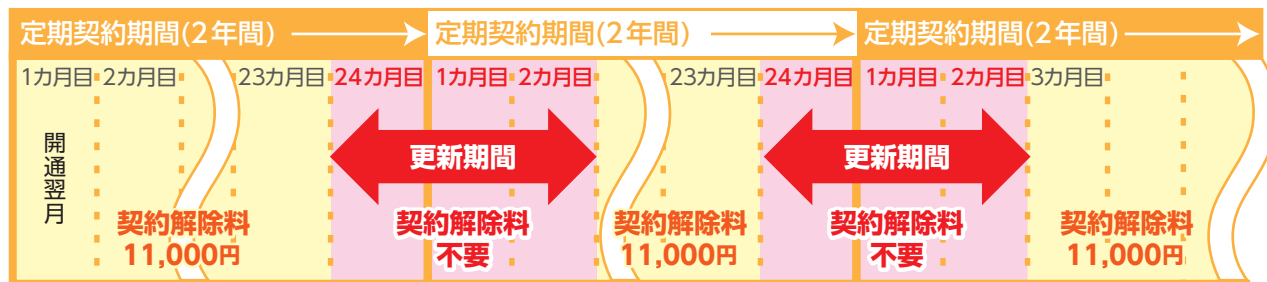 定期契約期間(2年間)
定期契約期間(2年間)
定期契約期間(2年間)
1カ月目
2カ月目
23カ月目
24カ月目
1カ月目
2カ月目
23カ月目
24カ月目
1カ月目
2カ月目
3カ月目
開通翌月
更新期間
更新期間
契約解除料
11,000円
契約解除料
不要
契約解除料
11,000円
契約解除料
不要
契約解除料
11,000円